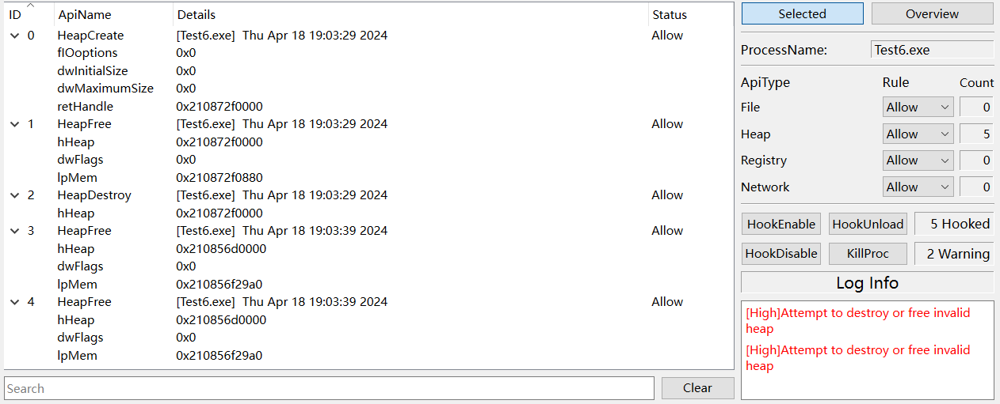 ID ApiName Details Status
0 HeapCreate [Test6.exe] Thu Apr 18 19:03:29 2024 Allow
flOoptions 0x0
dwInitialSize 0x0
dwMaximumSize 0x0
retHandle 0x210872f0000
1 HeapFree [Test6.exe] Thu Apr 18 19:03:29 2024 Allow
hHeap 0x210872f0000
dwFlags 0x0
lpMem 0x210872f0880
2 HeapDestroy [Test6.exe] Thu Apr 18 19:03:29 2024 Allow
hHeap 0x210872f0000
3 HeapFree [Test6.exe] Thu Apr 18 19:03:39 2024 Allow
hHeap 0x210856d0000
dwFlags 0x0
lpMem 0x210856f29a0
4 HeapFree [Test6.exe] Thu Apr 18 19:03:39 2024 Allow
hHeap 0x210856d0000
dwFlags 0x0
lpMem 0x210856f29a0
Search Clear
Selected Overview
ProcessName: Test6.exe
ApiType Rule Count
File Allow 0
Heap Allow 5
Registry Allow 0
Network Allow 0
HookEnable HookUnload 5 Hooked
HookDisable KillProc 2 Warning
Log Info
[High]Attempt to destroy or free invalid
heap
[High]Attempt to destroy or free invalid
heap